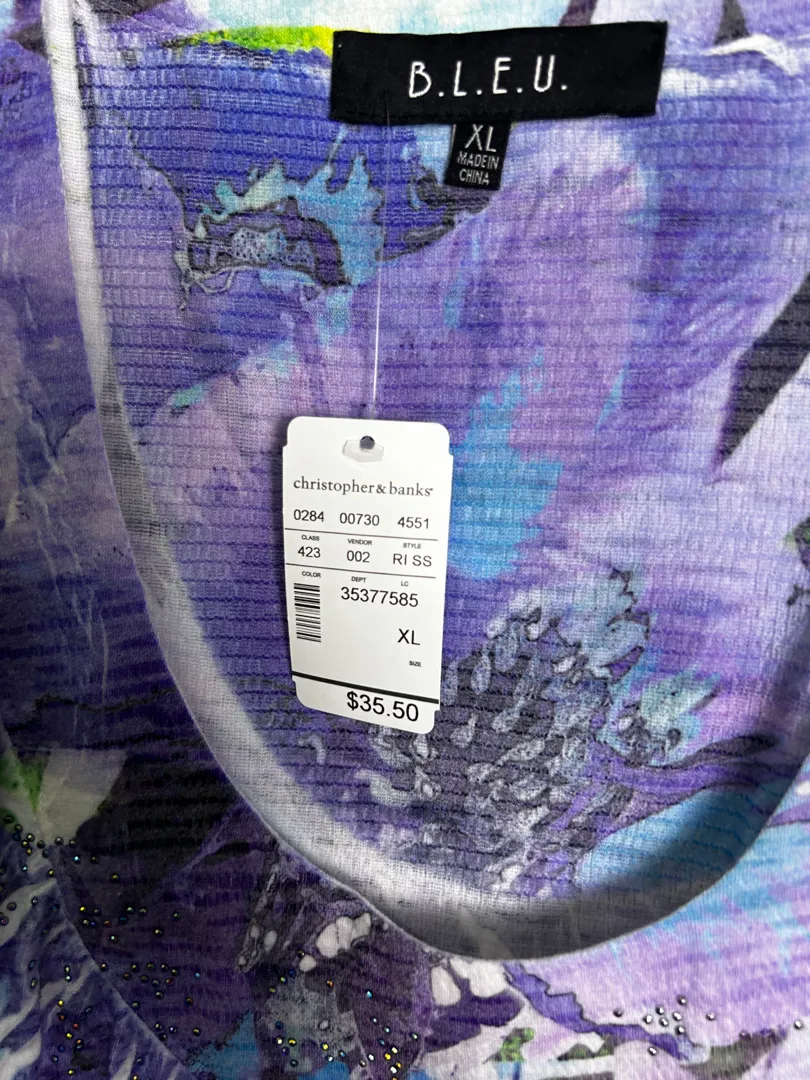 B.L.E.U.
XL
MADE IN
CHINA
christopher&banks
0284 00730 4551
CLASS VENDOR STYLE
423 002 RI SS
COLOR DEPT LC
35377585
XL
SIZE
$35.50